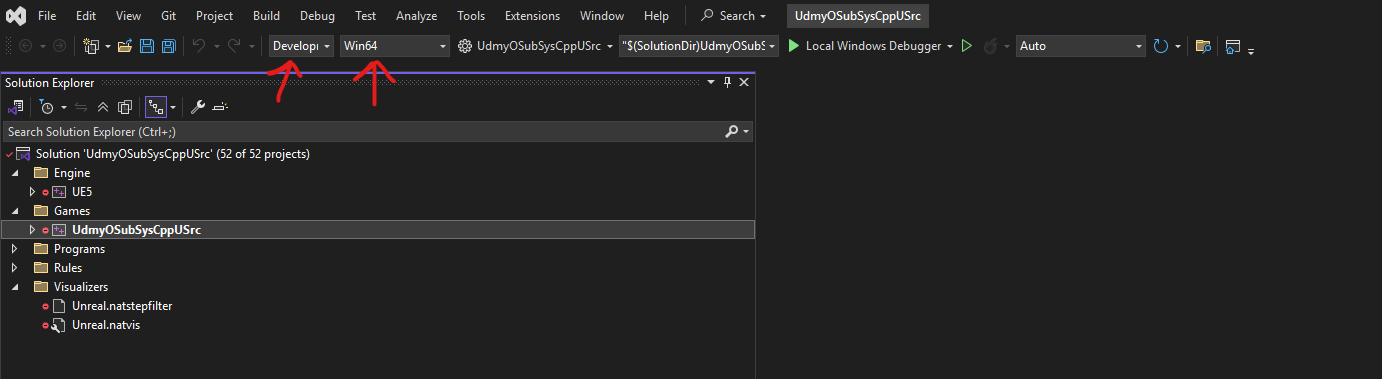 File Edit View Git Project Build Debug Test Analyze Tools Extensions Window Help Search UdmyOSubSysCppUSrc
Develop Win64 UdmyOSubSysCppUSrc "$(SolutionDir)UdmyOSubS Local Windows Debugger Auto
Solution Explorer
Search Solution Explorer (Ctrl+;)
Solution 'UdmyOSubSysCppUSrc' (52 of 52 projects)
Engine
UE5
Games
UdmyOSubSysCppUSrc
Programs
Rules
Visualizers
Unreal.natstepfilter
Unreal.natvis